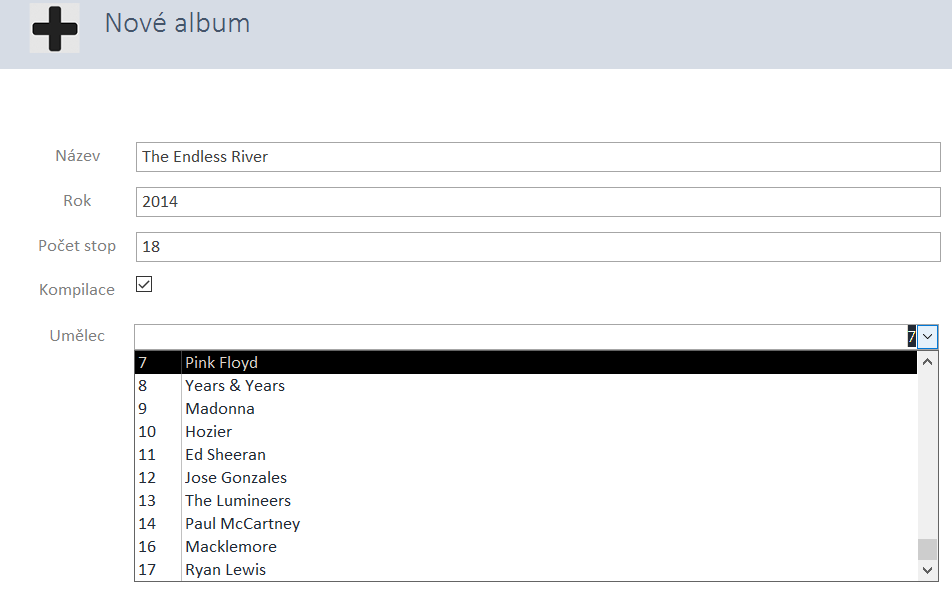 Nové album
Název The Endless River
Rok 2014
Počet stop 18
Kompilace
Umělec 7
7 Pink Floyd
8 Years & Years
9 Madonna
10 Hozier
11 Ed Sheeran
12 Jose Gonzales
13 The Lumineers
14 Paul McCartney
16 Macklemore
17 Ryan Lewis